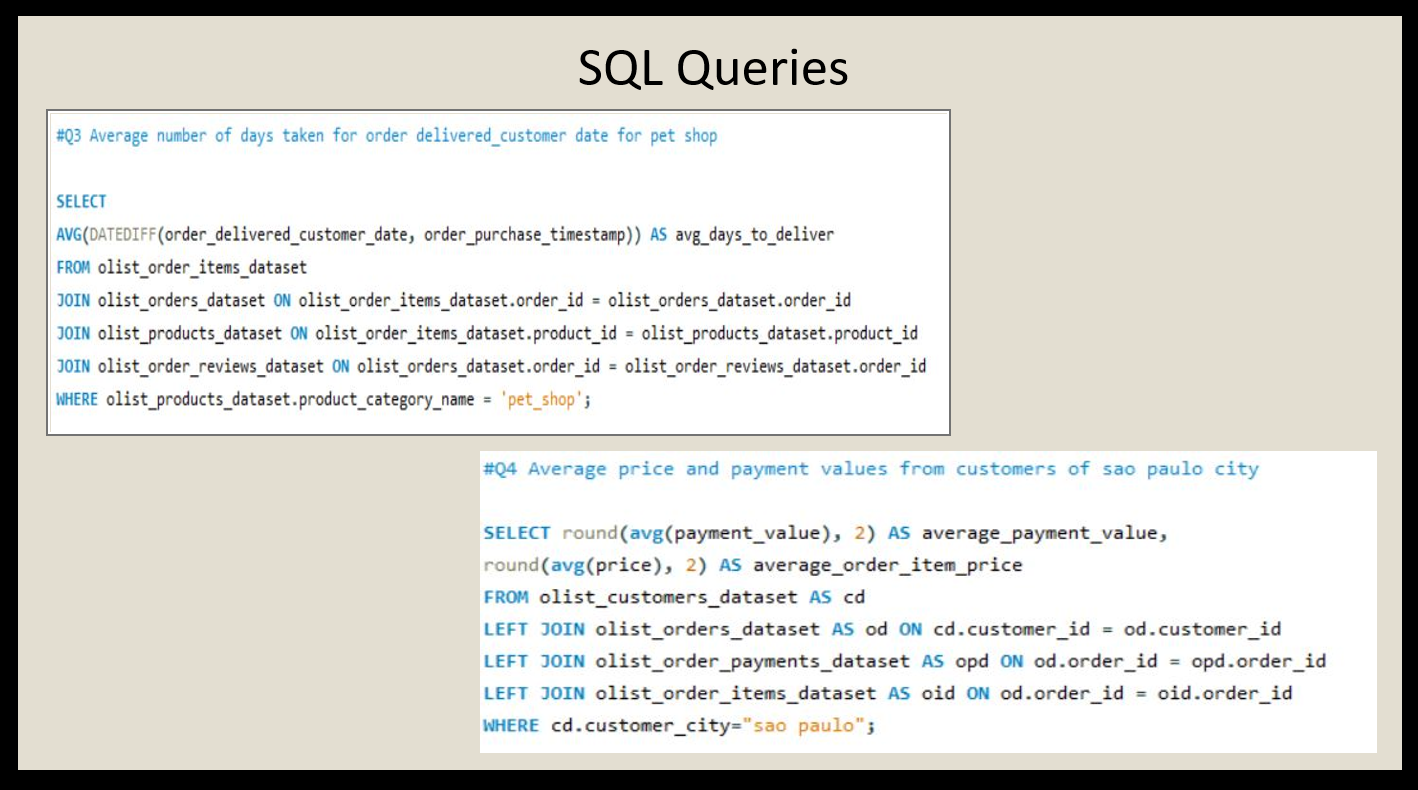 SQL Queries
#Q3 Average number of days taken for order delivered_customer date for pet shop
SELECT
AVG(DATEDIFF(order_delivered_customer_date, order_purchase_timestamp)) AS avg_days_to_deliver
FROM olist_order_items_dataset
JOIN olist_orders_dataset ON olist_order_items_dataset.order_id = olist_orders_dataset.order_id
JOIN olist_products_dataset ON olist_order_items_dataset.product_id = olist_products_dataset.product_id
JOIN olist_order_reviews_dataset ON olist_orders_dataset.order_id = olist_order_reviews_dataset.order_id
WHERE olist_products_dataset.product_category_name = 'pet_shop';
#Q4 Average price and payment values from customers of sao paulo city
SELECT round(avg(payment_value), 2) AS average_payment_value,
round(avg(price), 2) AS average_order_item_price
FROM olist_customers_dataset AS cd
LEFT JOIN olist_orders_dataset AS od ON cd.customer_id = od.customer_id
LEFT JOIN olist_order_payments_dataset AS opd ON od.order_id = opd.order_id
LEFT JOIN olist_order_items_dataset AS oid ON od.order_id = oid.order_id
WHERE cd.customer_city="sao paulo";